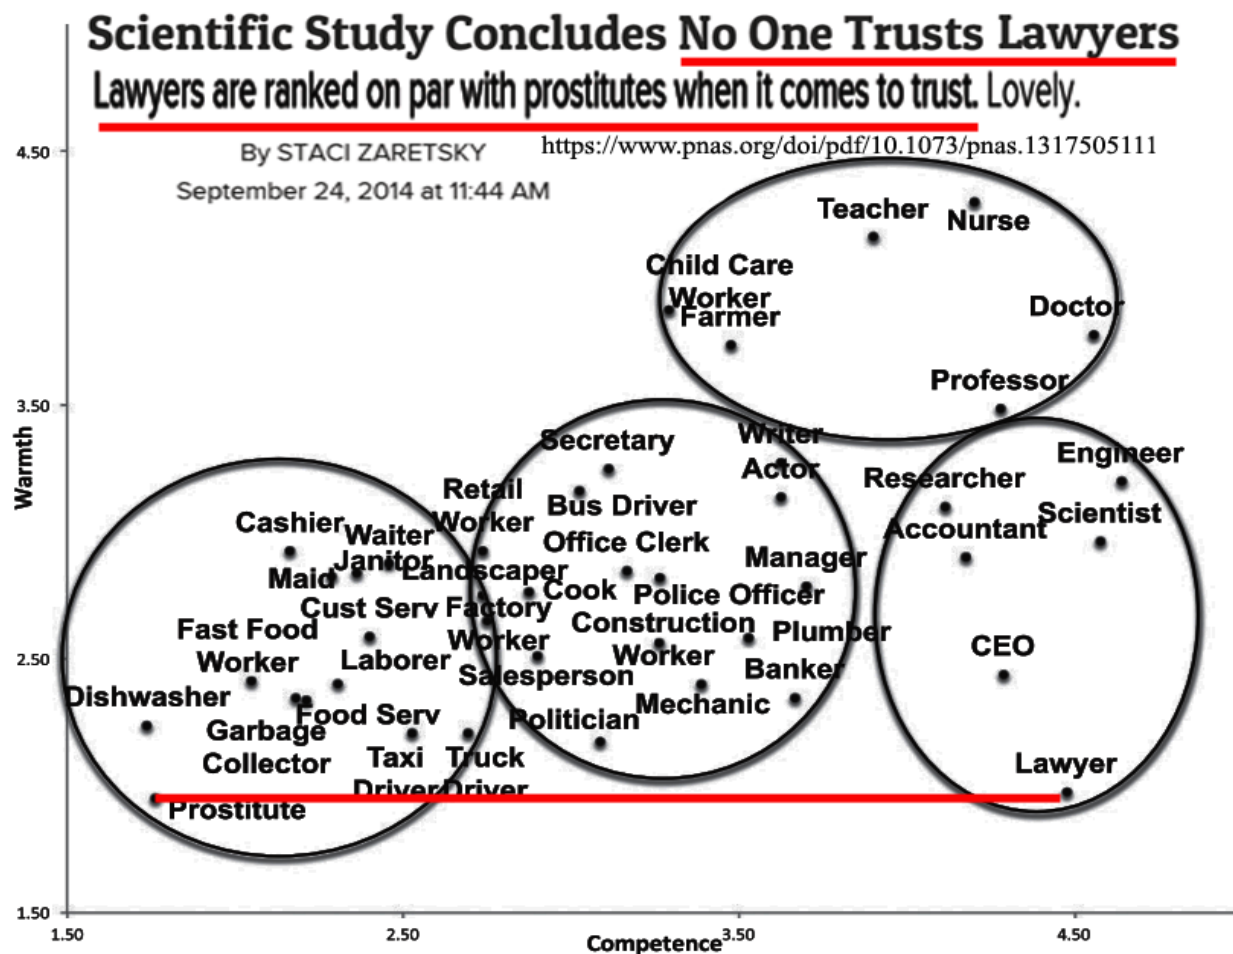 Scientific Study Concludes No One Trusts Lawyers
Lawyers are ranked on par with prostitutes when it comes to trust. Lovely.
By STACI ZARETSKY
https://www.pnas.org/doi/pdf/10.1073/pnas.1317505111
September 24, 2014 at 11:44 AM
4.50
Teacher
Nurse
Child Care
Worker
Farmer
Doctor
Professor
3.50
Warmth
Secretary
Writer
Actor
Engineer
Researcher
Retail
Worker
Bus Driver
Scientist
Cashier
Waiter
Accountant
Office Clerk
Janitor
Manager
Maid
Landscaper
Cook
Police Officer
Cust Serv
Factory
Worker
Construction
Worker
Plumber
Fast Food
Worker
CEO
2.50
Laborer
Salesperson
Banker
Dishwasher
Mechanic
Food Serv
Politician
Garbage
Collector
Taxi
Driver
Truck
Driver
Lawyer
Prostitute
1.50
1.50
2.50
3.50
4.50
Competence